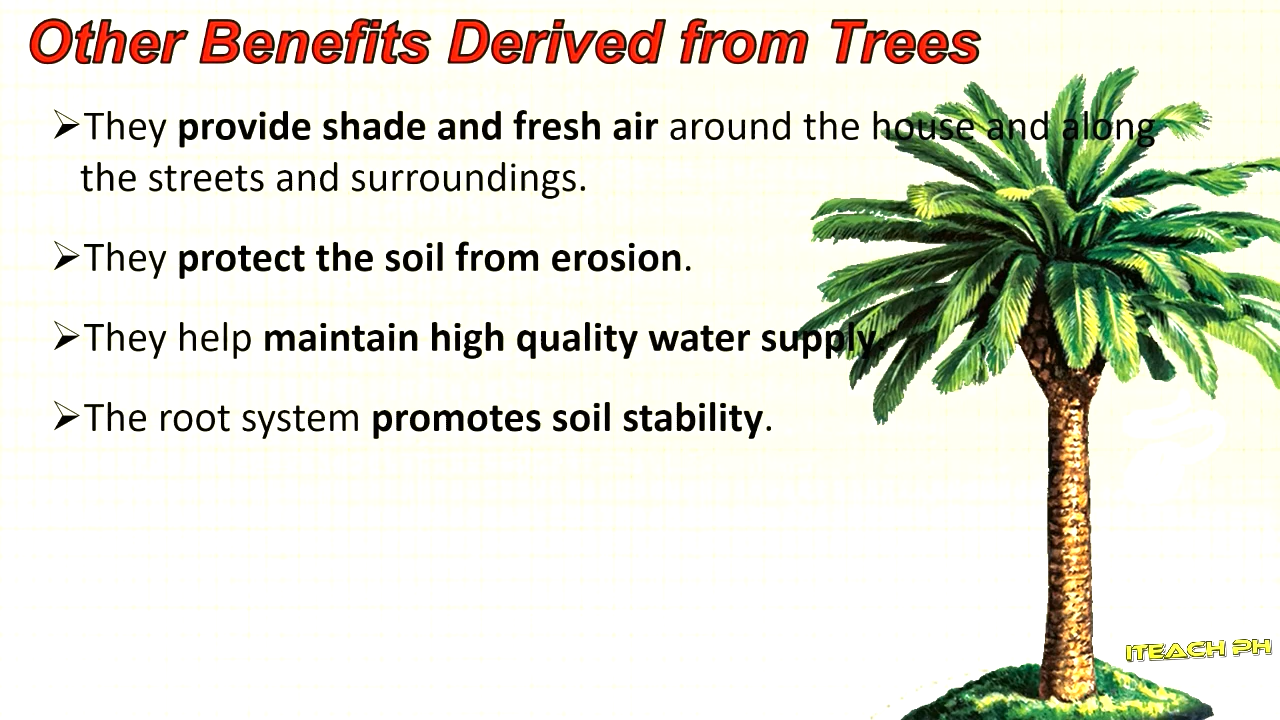 Other Benefits Derived from Trees
➢They provide shade and fresh air around the house and along
the streets and surroundings.
➢They protect the soil from erosion.
➢They help maintain high quality water supply.
➢The root system promotes soil stability.
ITEACH PH